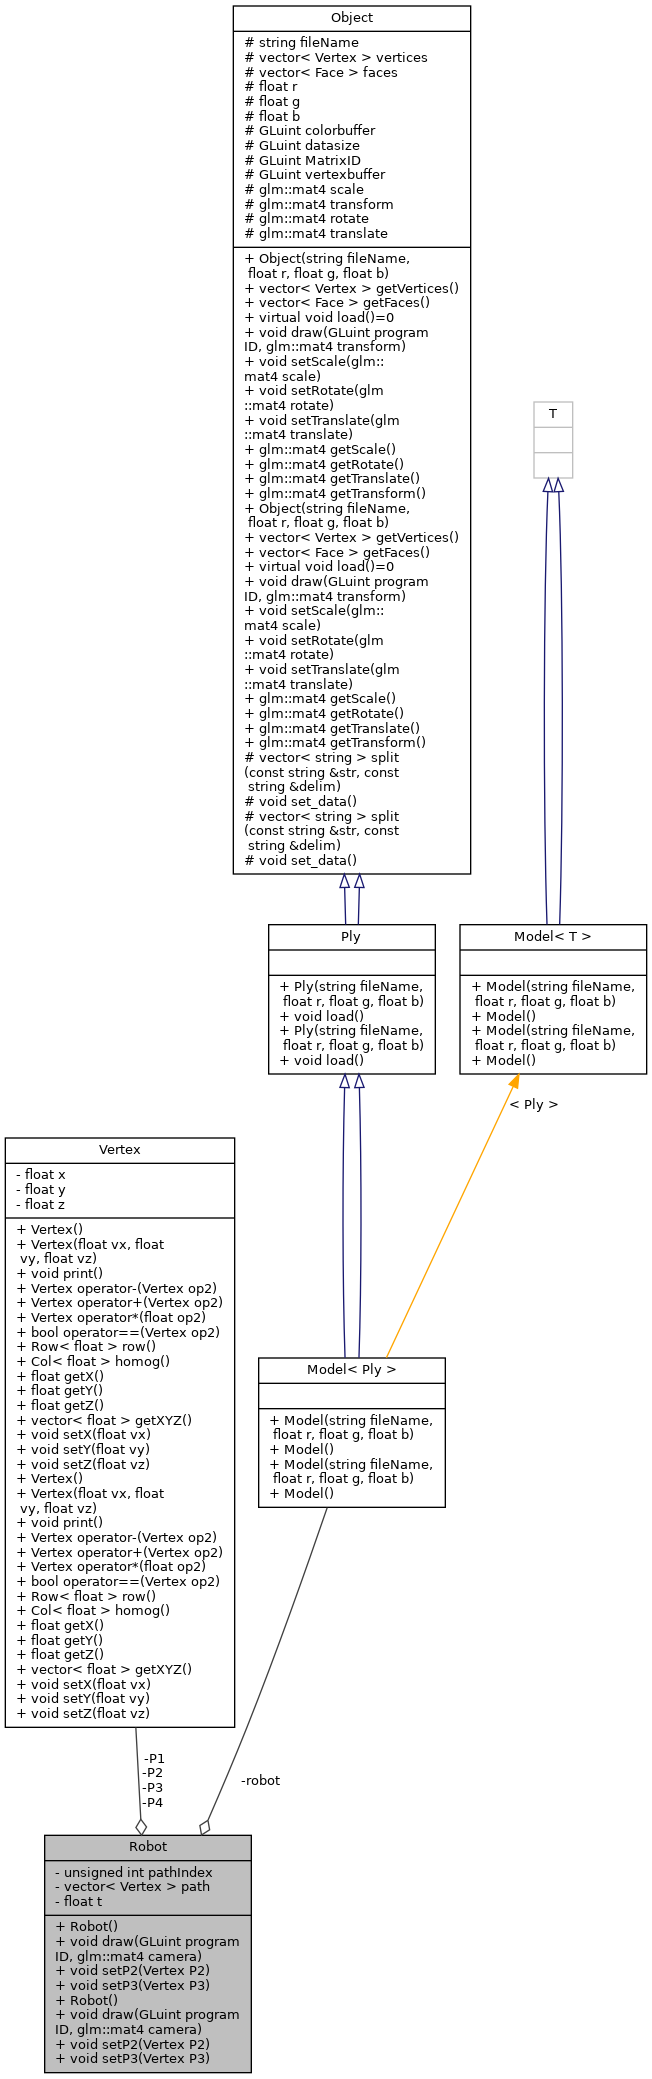 Object
# string fileName
# vector< Vertex > vertices
# vector< Face > faces
# float r
# float g
# float b
# GLuint colorbuffer
# GLuint datasize
# GLuint MatrixID
# GLuint vertexbuffer
# glm::mat4 scale
# glm::mat4 transform
# glm::mat4 rotate
# glm::mat4 translate
+ Object(string fileName,
float r, float g, float b)
+ vector< Vertex > getVertices()
+ vector< Face > getFaces()
+ virtual void load()=0
+ void draw(GLuint program
ID, glm::mat4 transform)
+ void setScale(glm::
mat4 scale)
+ void setRotate(glm
::mat4 rotate)
+ void setTranslate(glm
::mat4 translate)
+ glm::mat4 getScale()
+ glm::mat4 getRotate()
+ glm::mat4 getTranslate()
+ glm::mat4 getTransform()
+ Object(string fileName,
float r, float g, float b)
+ vector< Vertex > getVertices()
+ vector< Face > getFaces()
+ virtual void load()=0
+ void draw(GLuint program
ID, glm::mat4 transform)
+ void setScale(glm::
mat4 scale)
+ void setRotate(glm
::mat4 rotate)
+ void setTranslate(glm
::mat4 translate)
+ glm::mat4 getScale()
+ glm::mat4 getRotate()
+ glm::mat4 getTranslate()
+ glm::mat4 getTransform()
# vector< string > split
(const string &str, const
string &delim)
# void set_data()
# vector< string > split
(const string &str, const
string &delim)
# void set_data()
T
Ply
+ Ply(string fileName,
float r, float g, float b)
+ void load()
+ Ply(string fileName,
float r, float g, float b)
+ void load()
Model< T >
+ Model(string fileName,
float r, float g, float b)
+ Model()
+ Model(string fileName,
float r, float g, float b)
+ Model()
< Ply >
Vertex
- float x
- float y
- float z
+ Vertex()
+ Vertex(float vx, float
vy, float vz)
+ void print()
+ Vertex operator-(Vertex op2)
+ Vertex operator+(Vertex op2)
+ Vertex operator*(float op2)
+ bool operator==(Vertex op2)
+ Row< float > row()
+ Col< float > homog()
+ float getX()
+ float getY()
+ float getZ()
+ vector< float > getXYZ()
+ void setX(float vx)
+ void setY(float vy)
+ void setZ(float vz)
+ Vertex()
+ Vertex(float vx, float
vy, float vz)
+ void print()
+ Vertex operator-(Vertex op2)
+ Vertex operator+(Vertex op2)
+ Vertex operator*(float op2)
+ bool operator==(Vertex op2)
+ Row< float > row()
+ Col< float > homog()
+ float getX()
+ float getY()
+ float getZ()
+ vector< float > getXYZ()
+ void setX(float vx)
+ void setY(float vy)
+ void setZ(float vz)
Model< Ply >
+ Model(string fileName,
float r, float g, float b)
+ Model()
+ Model(string fileName,
float r, float g, float b)
+ Model()
-P1
-P2
-P3
-P4
-robot
Robot
- unsigned int pathIndex
- vector< Vertex > path
- float t
+ Robot()
+ void draw(GLuint program
ID, glm::mat4 camera)
+ void setP2(Vertex P2)
+ void setP3(Vertex P3)
+ Robot()
+ void draw(GLuint program
ID, glm::mat4 camera)
+ void setP2(Vertex P2)
+ void setP3(Vertex P3)